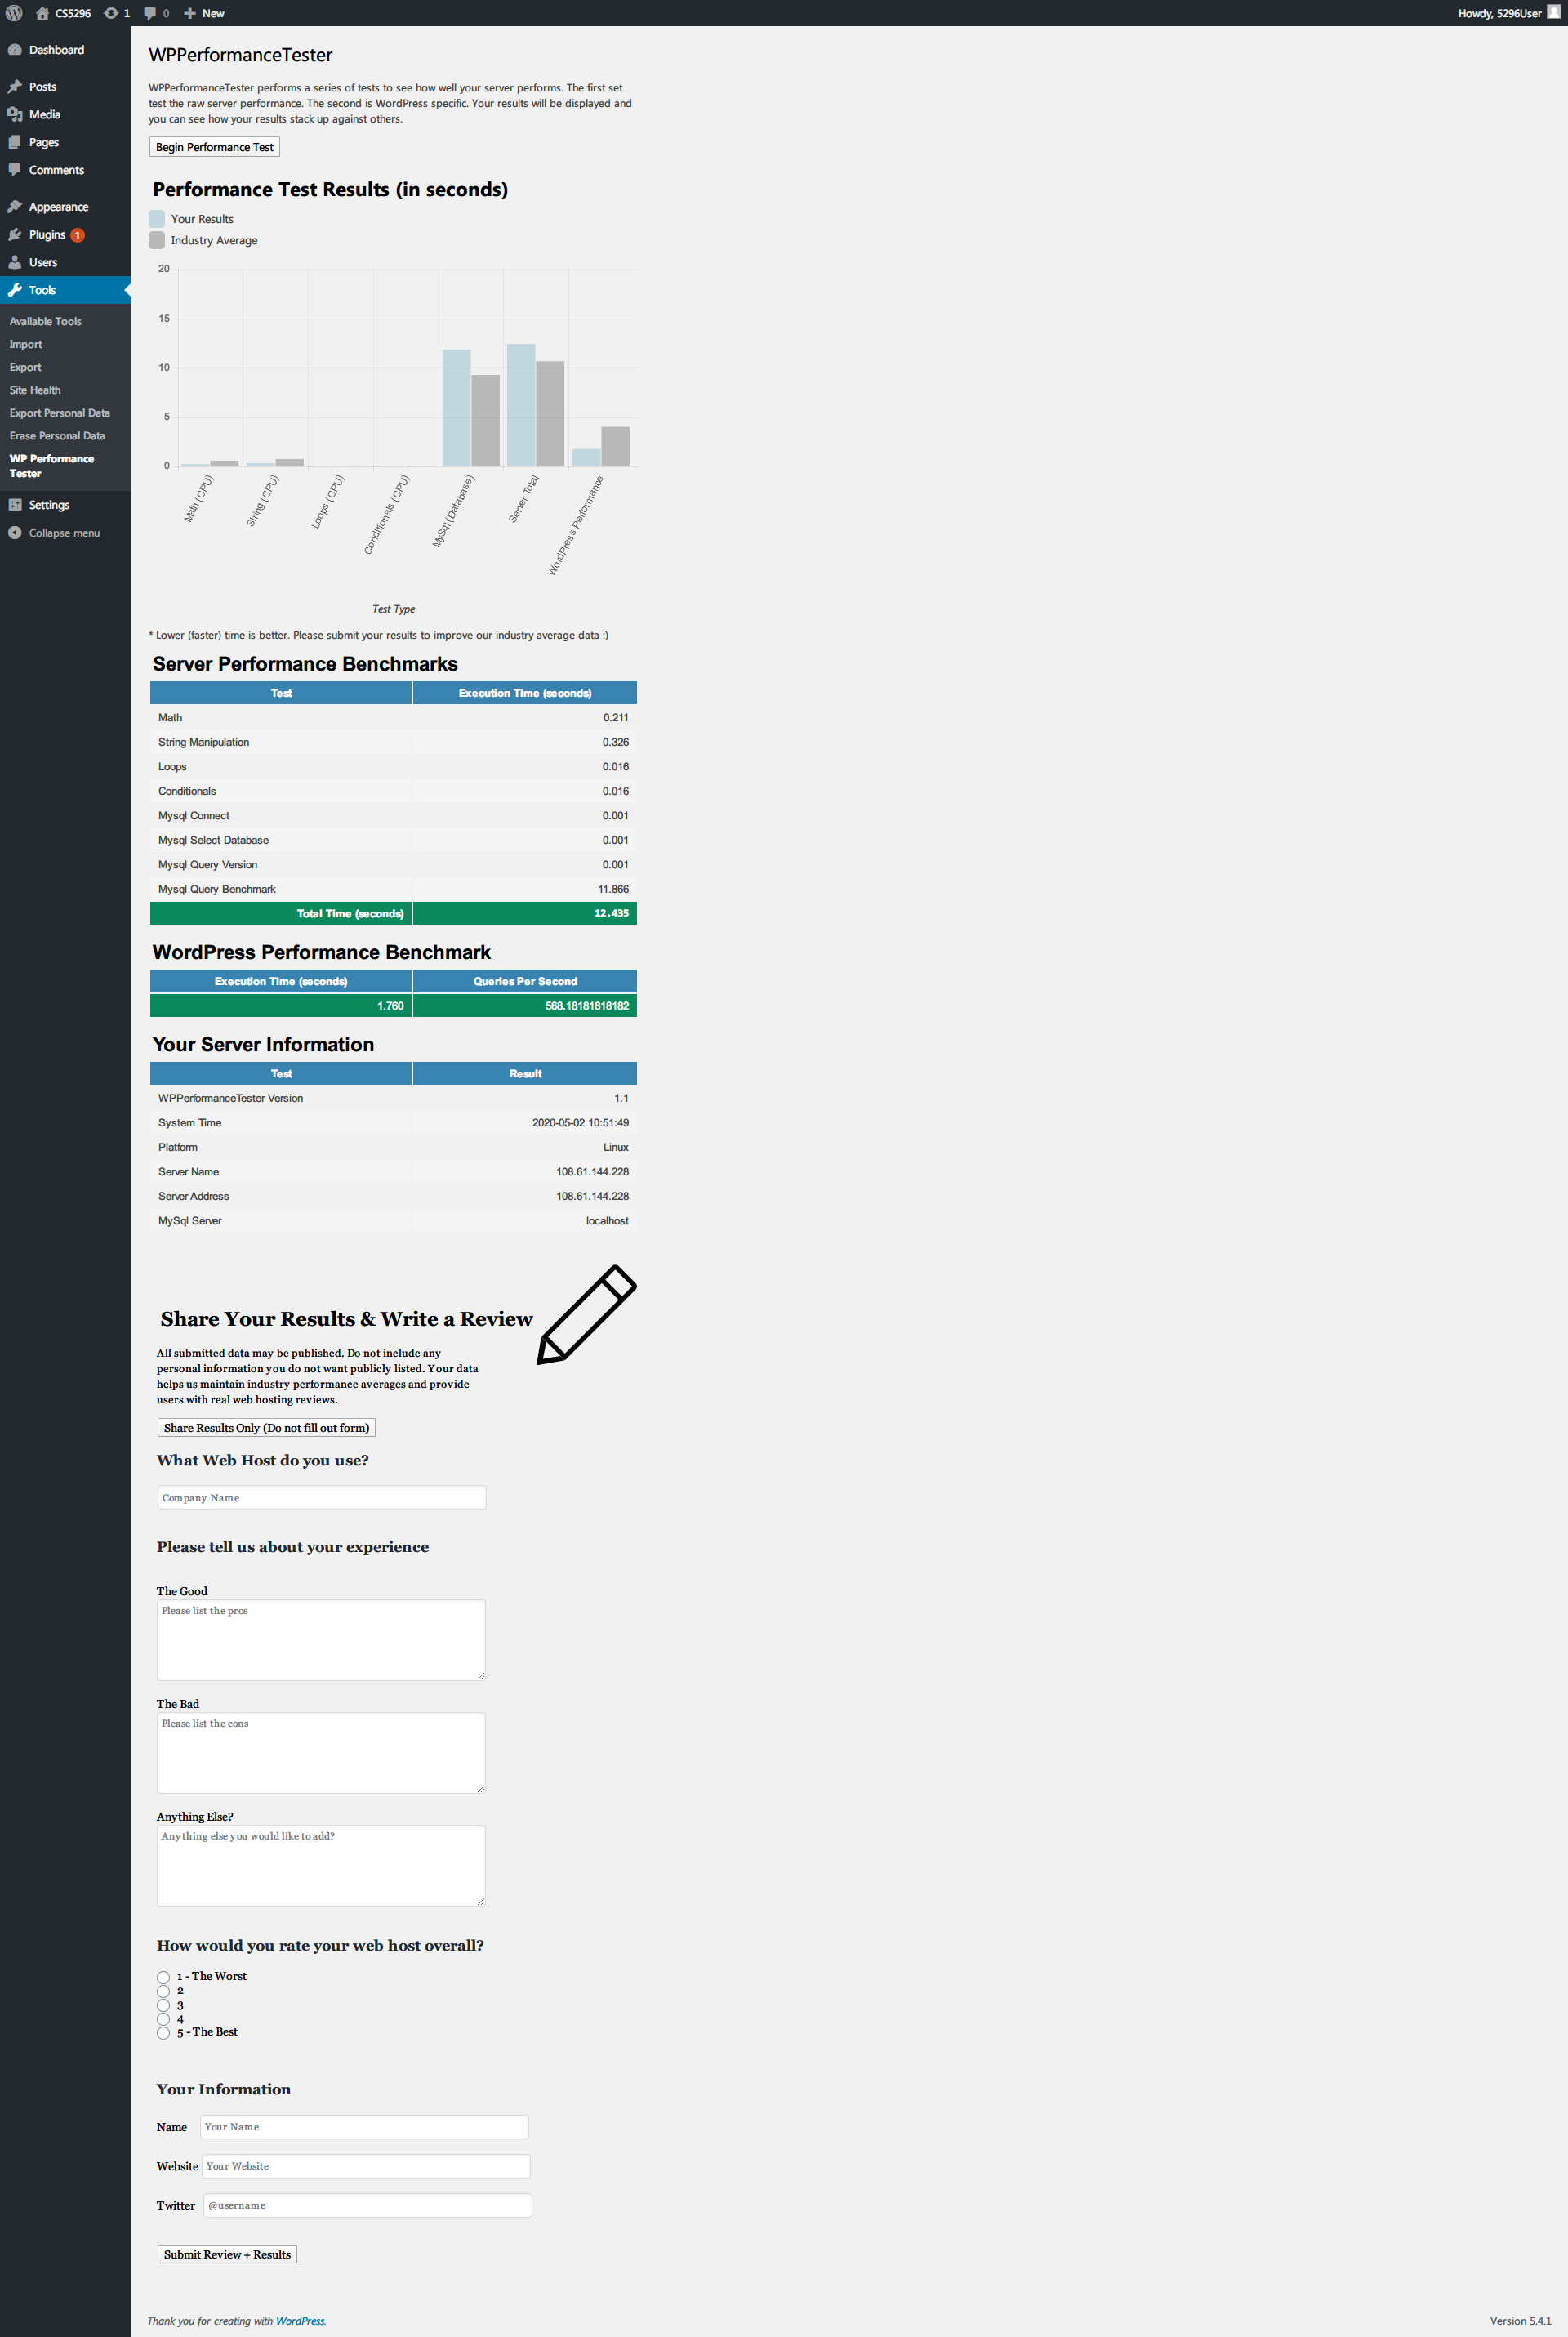 CS5296 1 0 New Howdy, 5296User
Dashboard
Posts
Media
Pages
Comments
Appearance
Plugins 1
Users
Tools
Available Tools
Import
Export
Site Health
Export Personal Data
Erase Personal Data
WP Performance
Tester
Settings
Collapse menu
WPPerformanceTester
WPPerformanceTester performs a series of tests to see how well your server performs. The first set
test the raw server performance. The second is WordPress specific. Your results will be displayed and
you can see how your results stack up against others.
Begin Performance Test
Performance Test Results (in seconds)
Your Results
Industry Average
20
15
10
5
0
Math (CPU)
String (CPU)
Loops (CPU)
Conditionals (CPU)
MySql (Database)
Server Total
WordPress Performance
Test Type
* Lower (faster) time is better. Please submit your results to improve our industry average data :)
Server Performance Benchmarks
Test Execution Time (seconds)
Math 0.211
String Manipulation 0.326
Loops 0.016
Conditionals 0.016
Mysql Connect 0.001
Mysql Select Database 0.001
Mysql Query Version 0.001
Mysql Query Benchmark 11.866
Total Time (seconds) 12.435
WordPress Performance Benchmark
Execution Time (seconds) Queries Per Second
1.760 568.18181818182
Your Server Information
Test Result
WPPerformanceTester Version 1.1
System Time 2020-05-02 10:51:49
Platform Linux
Server Name 108.61.144.228
Server Address 108.61.144.228
MySql Server localhost
Share Your Results & Write a Review
All submitted data may be published. Do not include any
personal information you do not want publicly listed. Your data
helps us maintain industry performance averages and provide
users with real web hosting reviews.
Share Results Only (Do not fill out form)
What Web Host do you use?
Company Name
Please tell us about your experience
The Good
Please list the pros
The Bad
Please list the cons
Anything Else?
Anything else you would like to add?
How would you rate your web host overall?
1 - The Worst
2
3
4
5 - The Best
Your Information
Name Your Name
Website Your Website
Twitter @username
Submit Review + Results
Thank you for creating with WordPress. Version 5.4.1